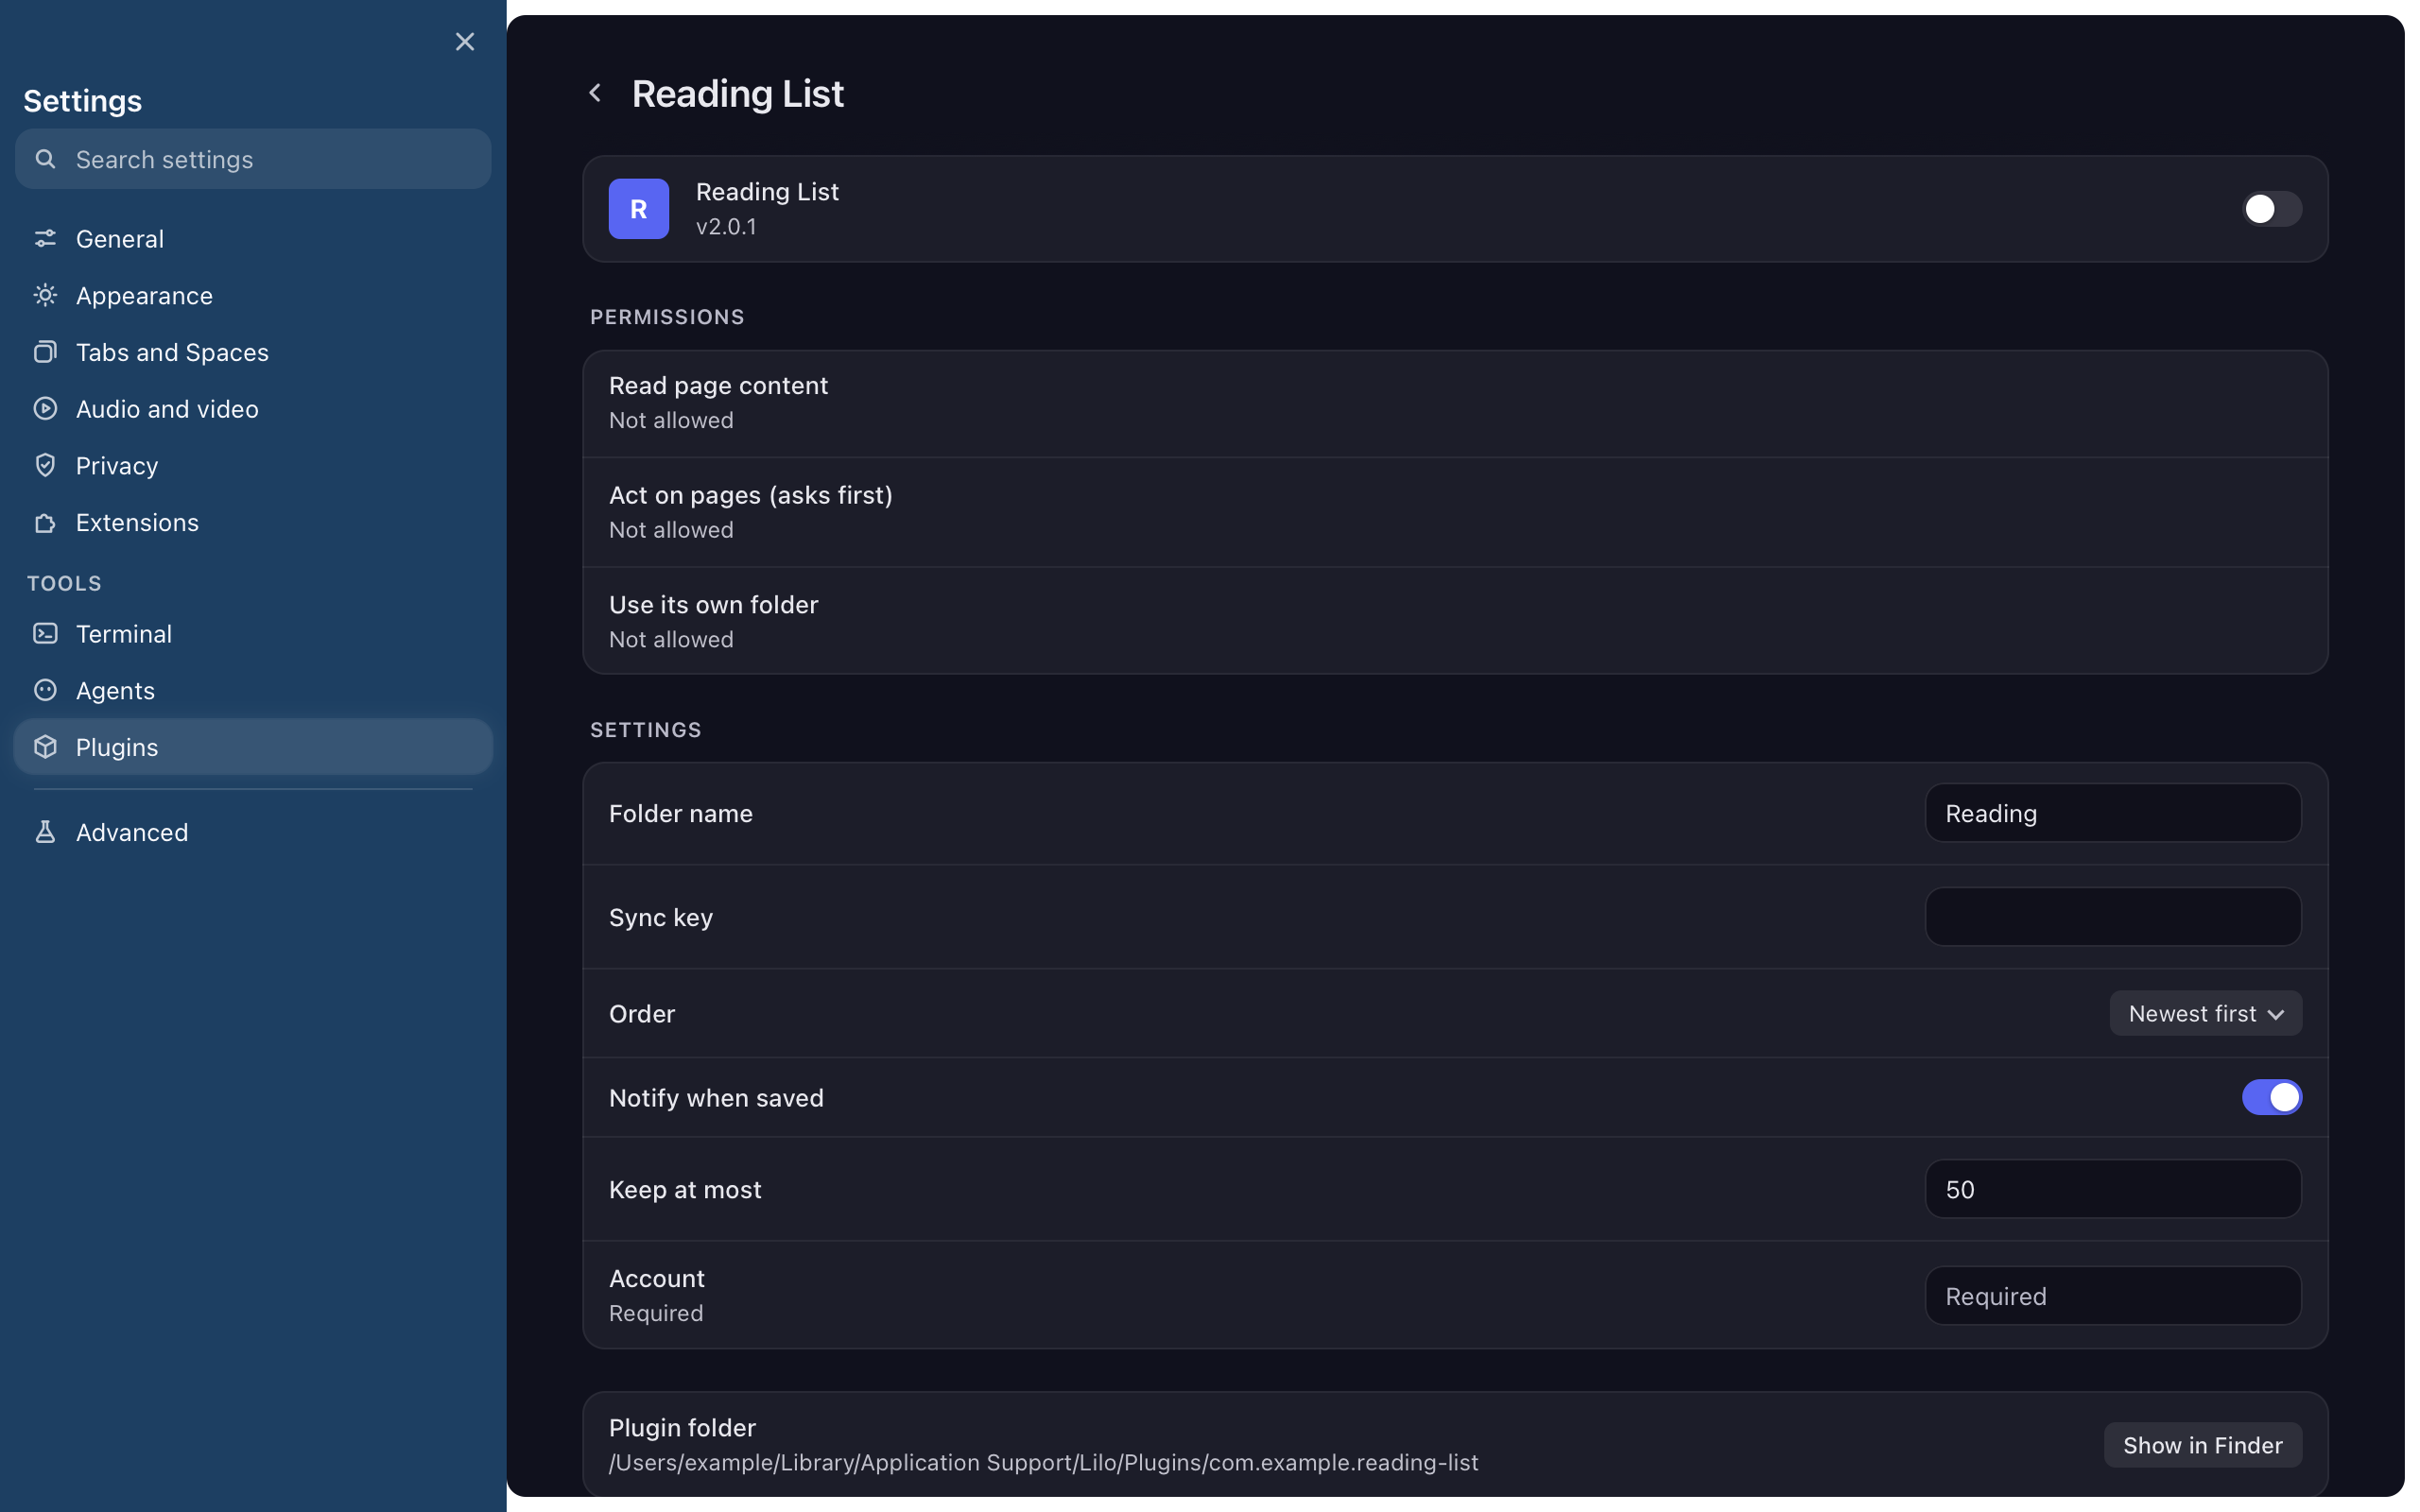 Settings
Search settings
General
Appearance
Tabs and Spaces
Audio and video
Privacy
Extensions
TOOLS
Terminal
Agents
Plugins
Advanced
Reading List
R
Reading List
v2.0.1
PERMISSIONS
Read page content
Not allowed
Act on pages (asks first)
Not allowed
Use its own folder
Not allowed
SETTINGS
Folder name
Reading
Sync key
Order
Newest first
Notify when saved
Keep at most
50
Account
Required
Required
Plugin folder
/Users/example/Library/Application Support/Lilo/Plugins/com.example.reading-list
Show in Finder